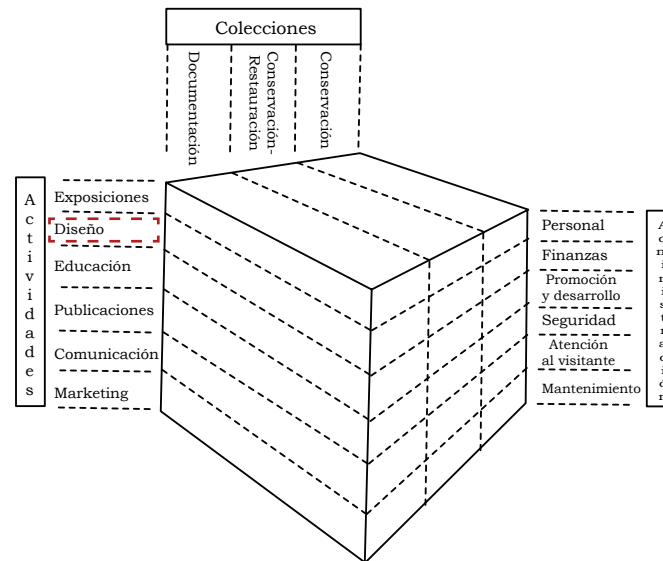 Colecciones
Documentación
Conservación-
Restauración
Conservación
Actividades
Exposiciones
Diseño
Educación
Publicaciones
Comunicación
Marketing
Personal
Finanzas
Promoción
y desarrollo
Seguridad
Atención
al visitante
Mantenimiento